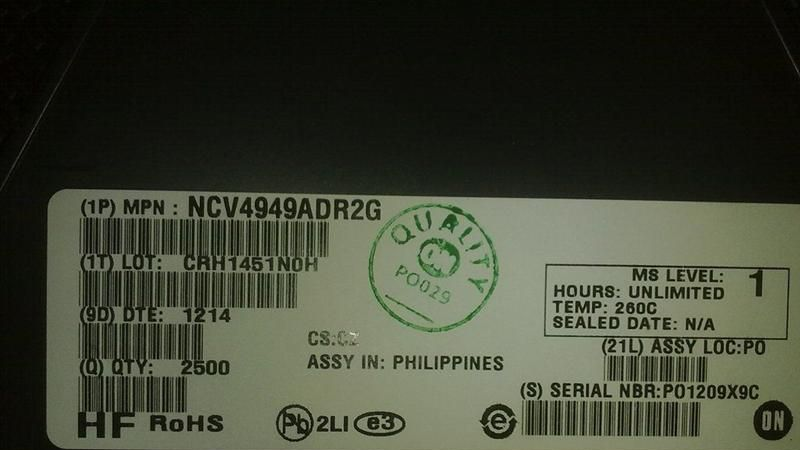 (1P) MPN : NCV4949ADR2G
(1T) LOT: CRH1451N0H
(9D) DTE: 1214
(Q) QTY: 2500
HF RoHS
Pb 2LI e3
CS:CZ
ASSY IN: PHILIPPINES
QUALITY
ON
PO029
MS LEVEL: 1
HOURS: UNLIMITED
TEMP: 260C
SEALED DATE: N/A
(21L) ASSY LOC:PO
(S) SERIAL NBR:PO1209X9C
e
ON